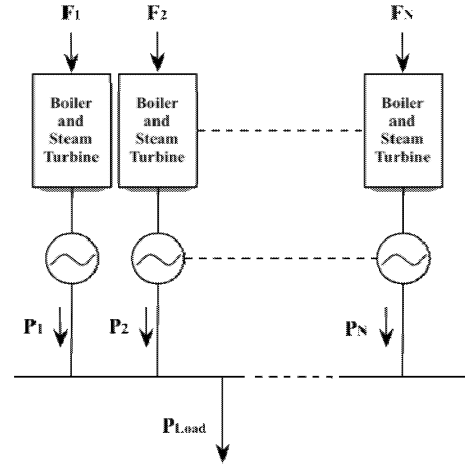 F1 F2 FN
Boiler
and
Steam
Turbine
Boiler
and
Steam
Turbine
Boiler
and
Steam
Turbine
P1 P2 PN
PLoad